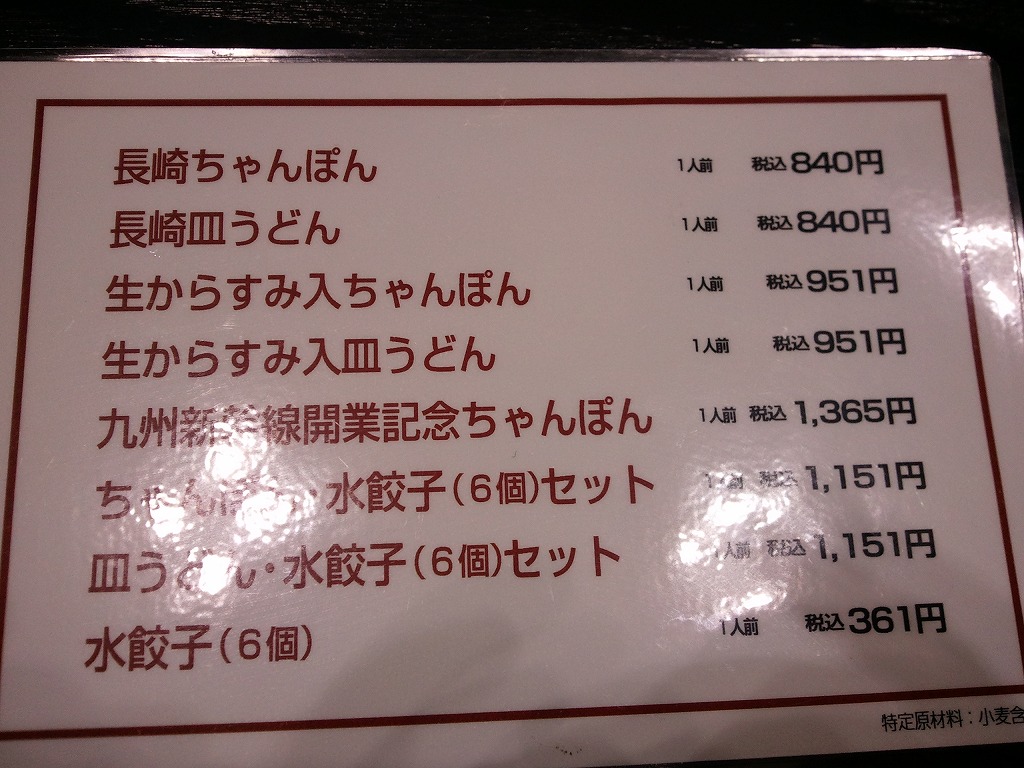 長崎ちゃんぽん 1人前 税込840円
長崎皿うどん 1人前 税込840円
生からすみ入ちゃんぽん 1人前 税込951円
生からすみ入皿うどん 1人前 税込951円
九州新幹線開業記念ちゃんぽん 1人前 税込1,365円
ちゃんぽん・水餃子(6個)セット 1人前 税込1,151円
皿うどん・水餃子(6個)セット 1人前 税込1,151円
水餃子(6個) 1人前 税込361円
特定原材料:小麦含